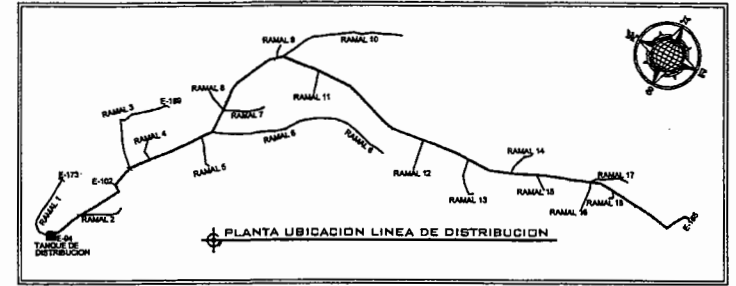 RAMAL 9
RAMAL 10
RAMAL 8
RAMAL 11
RAMAL 3
E-189
RAMAL 7
RAMAL 4
RAMAL 6
RAMAL 6
RAMAL 5
RAMAL 14
E-173
E-102
RAMAL 12
RAMAL 17
RAMAL 15
RAMAL 13
RAMAL 16
RAMAL 1
RAMAL 2
E-94
TANQUE DE
DISTRIBUCION
PLANTA UBICACION LINEA DE DISTRIBUCION